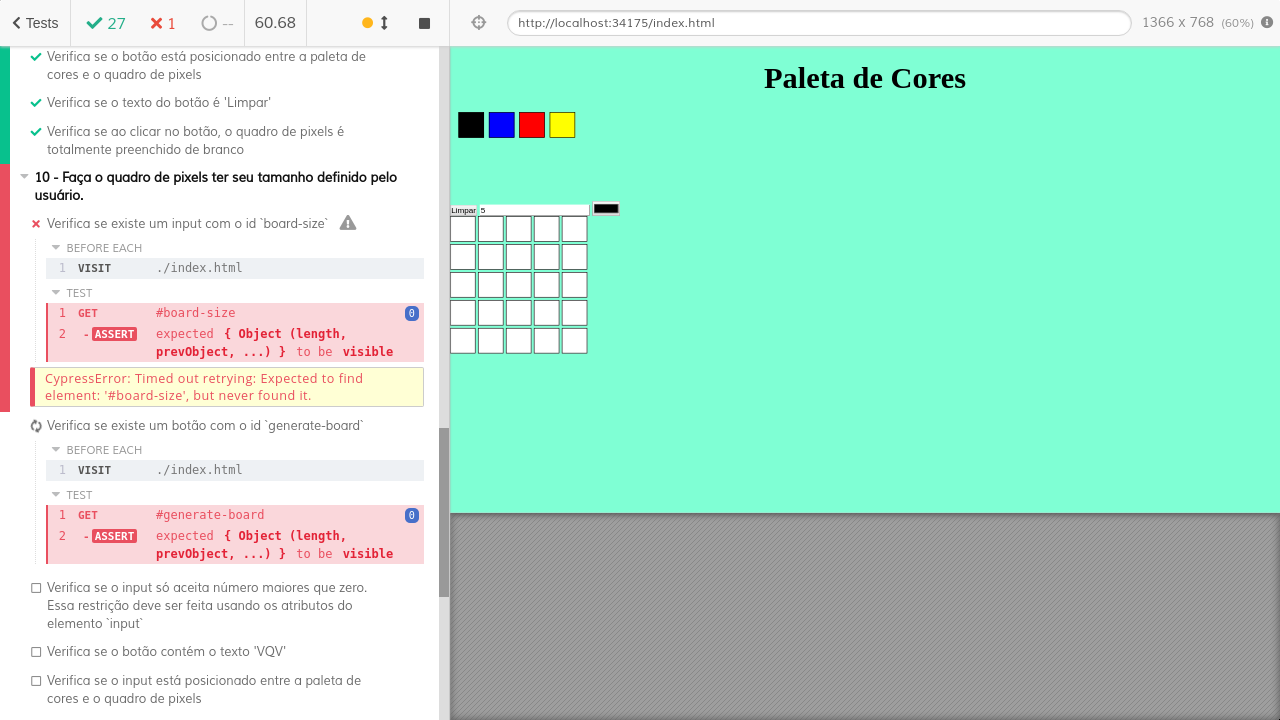 Tests 27 1 -- 60.68
http://localhost:34175/index.html 1366 x 768 (60%)
Verifica se o botão está posicionado entre a paleta de
cores e o quadro de pixels
Verifica se o texto do botão é 'Limpar'
Verifica se ao clicar no botão, o quadro de pixels é
totalmente preenchido de branco
10 - Faça o quadro de pixels ter seu tamanho definido pelo
usuário.
Verifica se existe um input com o id `board-size`
BEFORE EACH
1 VISIT ./index.html
TEST
1 GET #board-size 0
2 -ASSERT expected { Object (length,
prevObject, ...) } to be visible
CypressError: Timed out retrying: Expected to find
element: '#board-size', but never found it.
Verifica se existe um botão com o id `generate-board`
BEFORE EACH
1 VISIT ./index.html
TEST
1 GET #generate-board 0
2 -ASSERT expected { Object (length,
prevObject, ...) } to be visible
Verifica se o input só aceita número maiores que zero.
Essa restrição deve ser feita usando os atributos do
elemento `input`
Verifica se o botão contém o texto 'VQV'
Verifica se o input está posicionado entre a paleta de
cores e o quadro de pixels
Paleta de Cores
Limpar 5